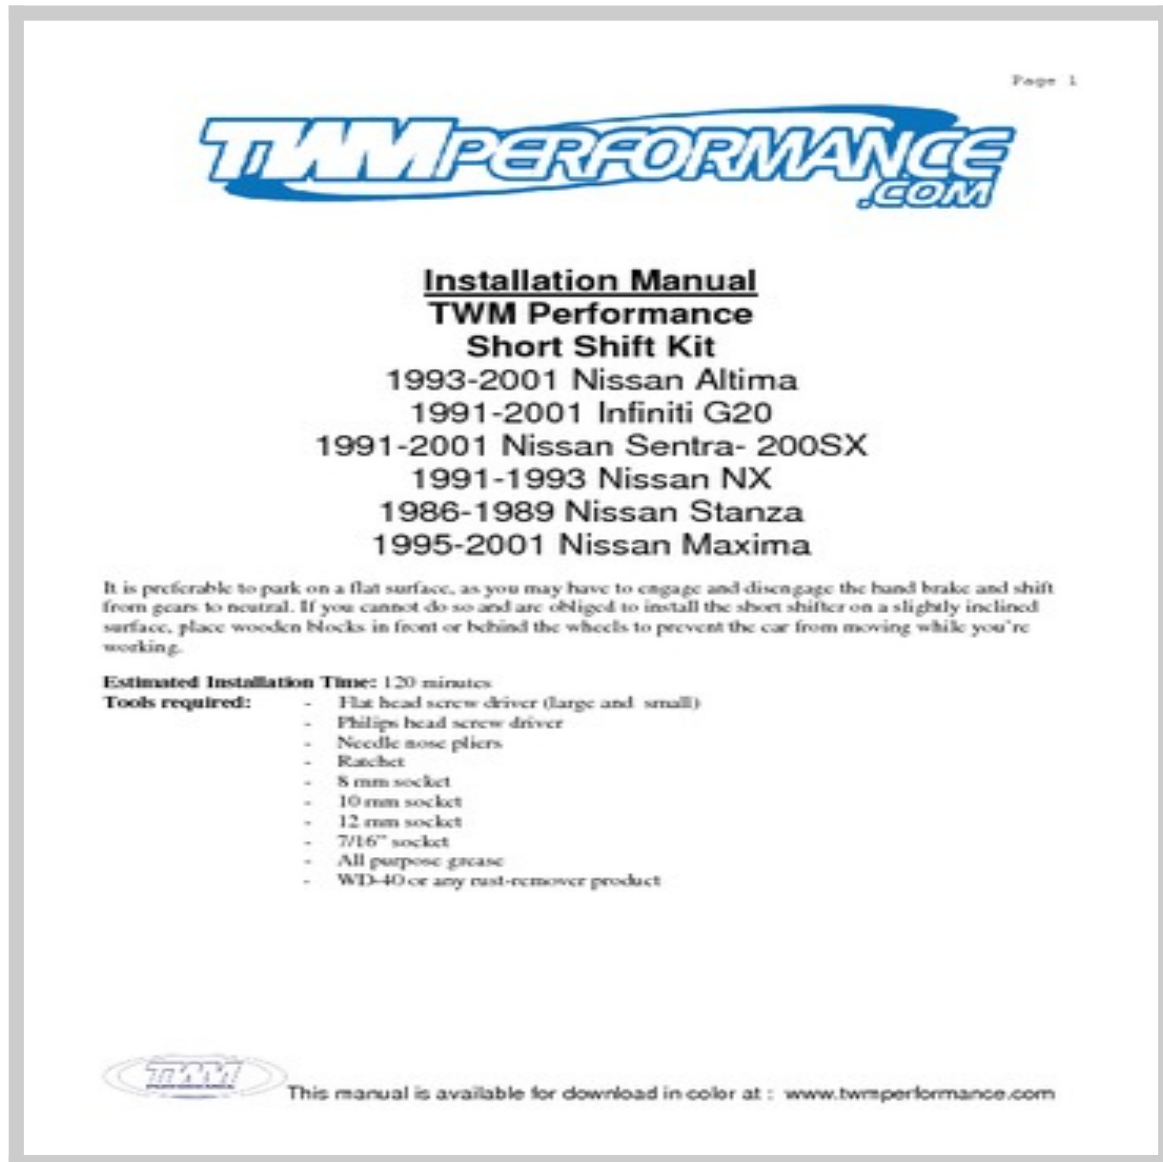 Page 1
TWMPERFORMANCE
.COM
Installation Manual
TWM Performance
Short Shift Kit
1993-2001 Nissan Altima
1991-2001 Infiniti G20
1991-2001 Nissan Sentra- 200SX
1991-1993 Nissan NX
1986-1989 Nissan Stanza
1995-2001 Nissan Maxima
It is preferable to park on a flat surface, as you may have to engage and disengage the hand brake and shift
from gears to neutral. If you cannot do so and are obliged to install the short shifter on a slightly inclined
surface, place wooden blocks in front or behind the wheels to prevent the car from moving while you're
working.
Estimated Installation Time: 120 minutes
Tools required: - Flat head screw driver (large and small)
- Philips head screw driver
- Needle nose pliers
- Ratchet
- 8 mm socket
- 10 mm socket
- 12 mm socket
- 7/16" socket
- All purpose grease
- WD-40 or any rust-remover product
TWM
This manual is available for download in color at : www.twmperformance.com